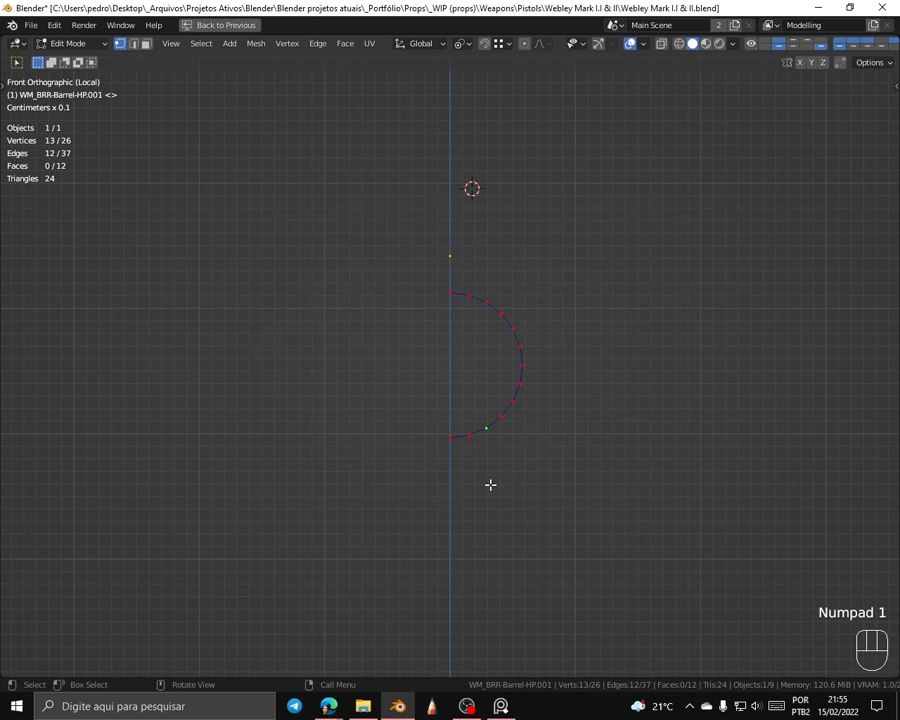 Blender* [C:\Users\pedro\Desktop\_Arquivos\Projetos Ativos\Blender\Blender projetos atuais\_Portfólio\Props\_WIP (props)\Weapons\Pistols\Webley Mark I.I & II\Webley Mark I.I & II.blend]
File Edit Render Window Help Back to Previous Main Scene 2 Modelling
Edit Mode View Select Add Mesh Vertex Edge Face UV Global
X Y Z Options
Front Orthographic (Local)
(1) WM_BRR-Barrel-HP.001 <>
Centimeters x 0.1
Objects 1 / 1
Vertices 13 / 26
Edges 12 / 37
Faces 0 / 12
Triangles 24
Numpad 1
Select Box Select Rotate View Call Menu WM_BRR-Barrel-HP.001 | Verts:13/26 | Edges:12/37 | Faces:0/12 | Tris:24 | Objects:1/9 | Memory: 120.6 MiB | VRAM: 1.0/2
Digite aqui para pesquisar 21°C POR PTB2 21:55 15/02/2022